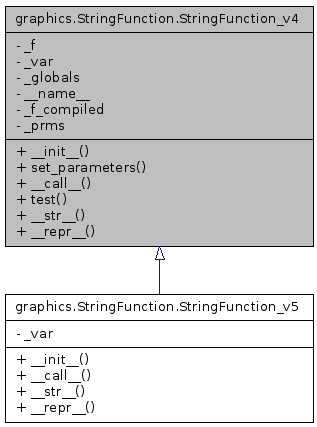 graphics.StringFunction.StringFunction_v4
- _f
- _var
- _globals
- __name__
- _f_compiled
- _prms
+ __init__()
+ set_parameters()
+ __call__()
+ test()
+ __str__()
+ __repr__()
graphics.StringFunction.StringFunction_v5
- _var
+ __init__()
+ __call__()
+ __str__()
+ __repr__()